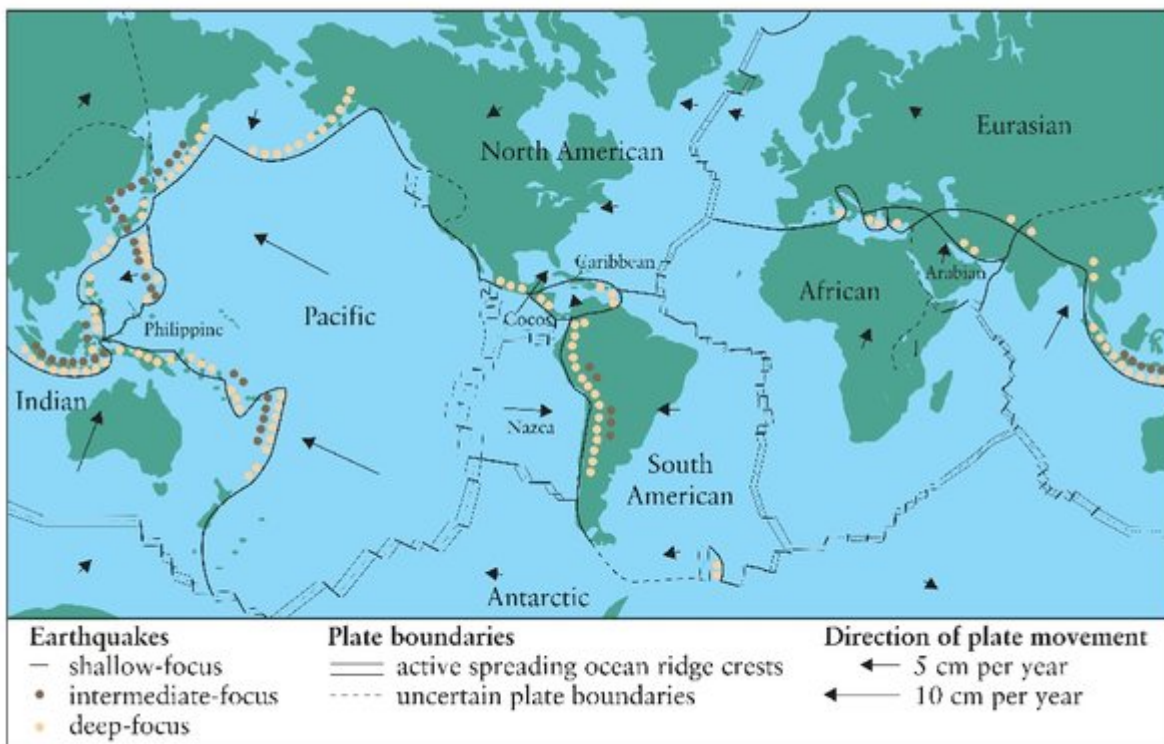 North American
Eurasian
Caribbean
Arabian
African
Cocos
Pacific
Philippine
Indian
Nazca
South
American
Antarctic
Earthquakes
shallow-focus
intermediate-focus
deep-focus
Plate boundaries
active spreading ocean ridge crests
uncertain plate boundaries
Direction of plate movement
5 cm per year
10 cm per year